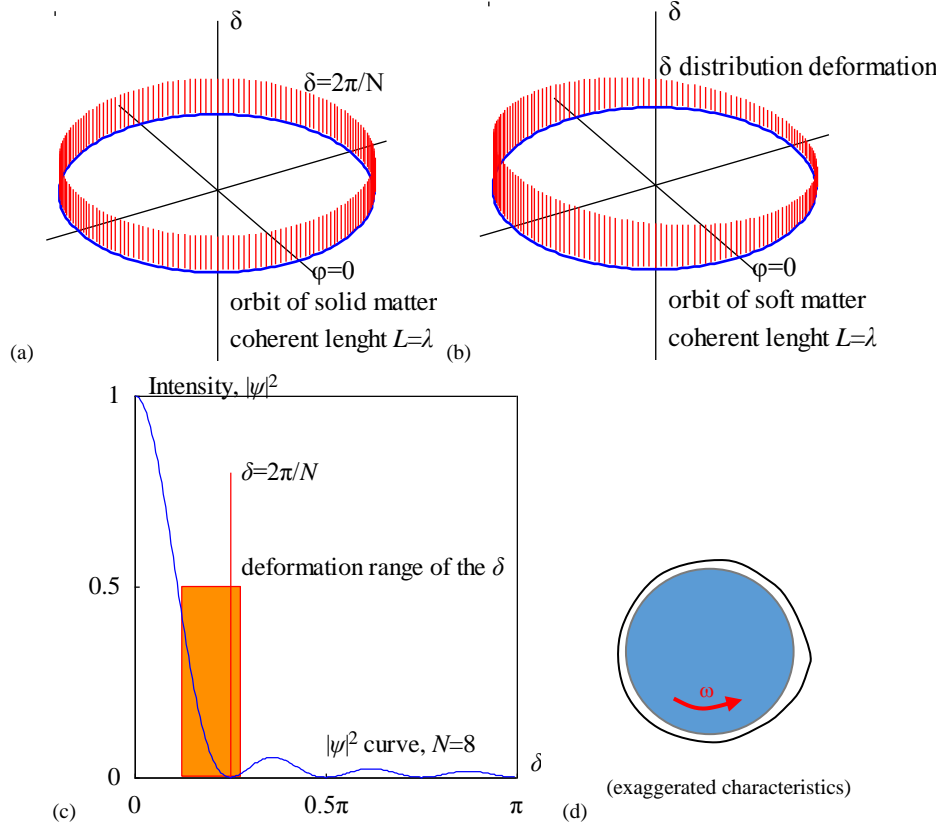 δ
δ=2π/N
φ=0
orbit of solid matter
coherent lenght L=λ
(a)
δ
δ distribution deformation
φ=0
orbit of soft matter
coherent lenght L=λ
(b)
Intensity, |ψ|²
1
δ=2π/N
deformation range of the δ
0.5
|ψ|² curve, N=8
0
δ
0
0.5π
π
(c)
ω
(exaggerated characteristics)
(d)